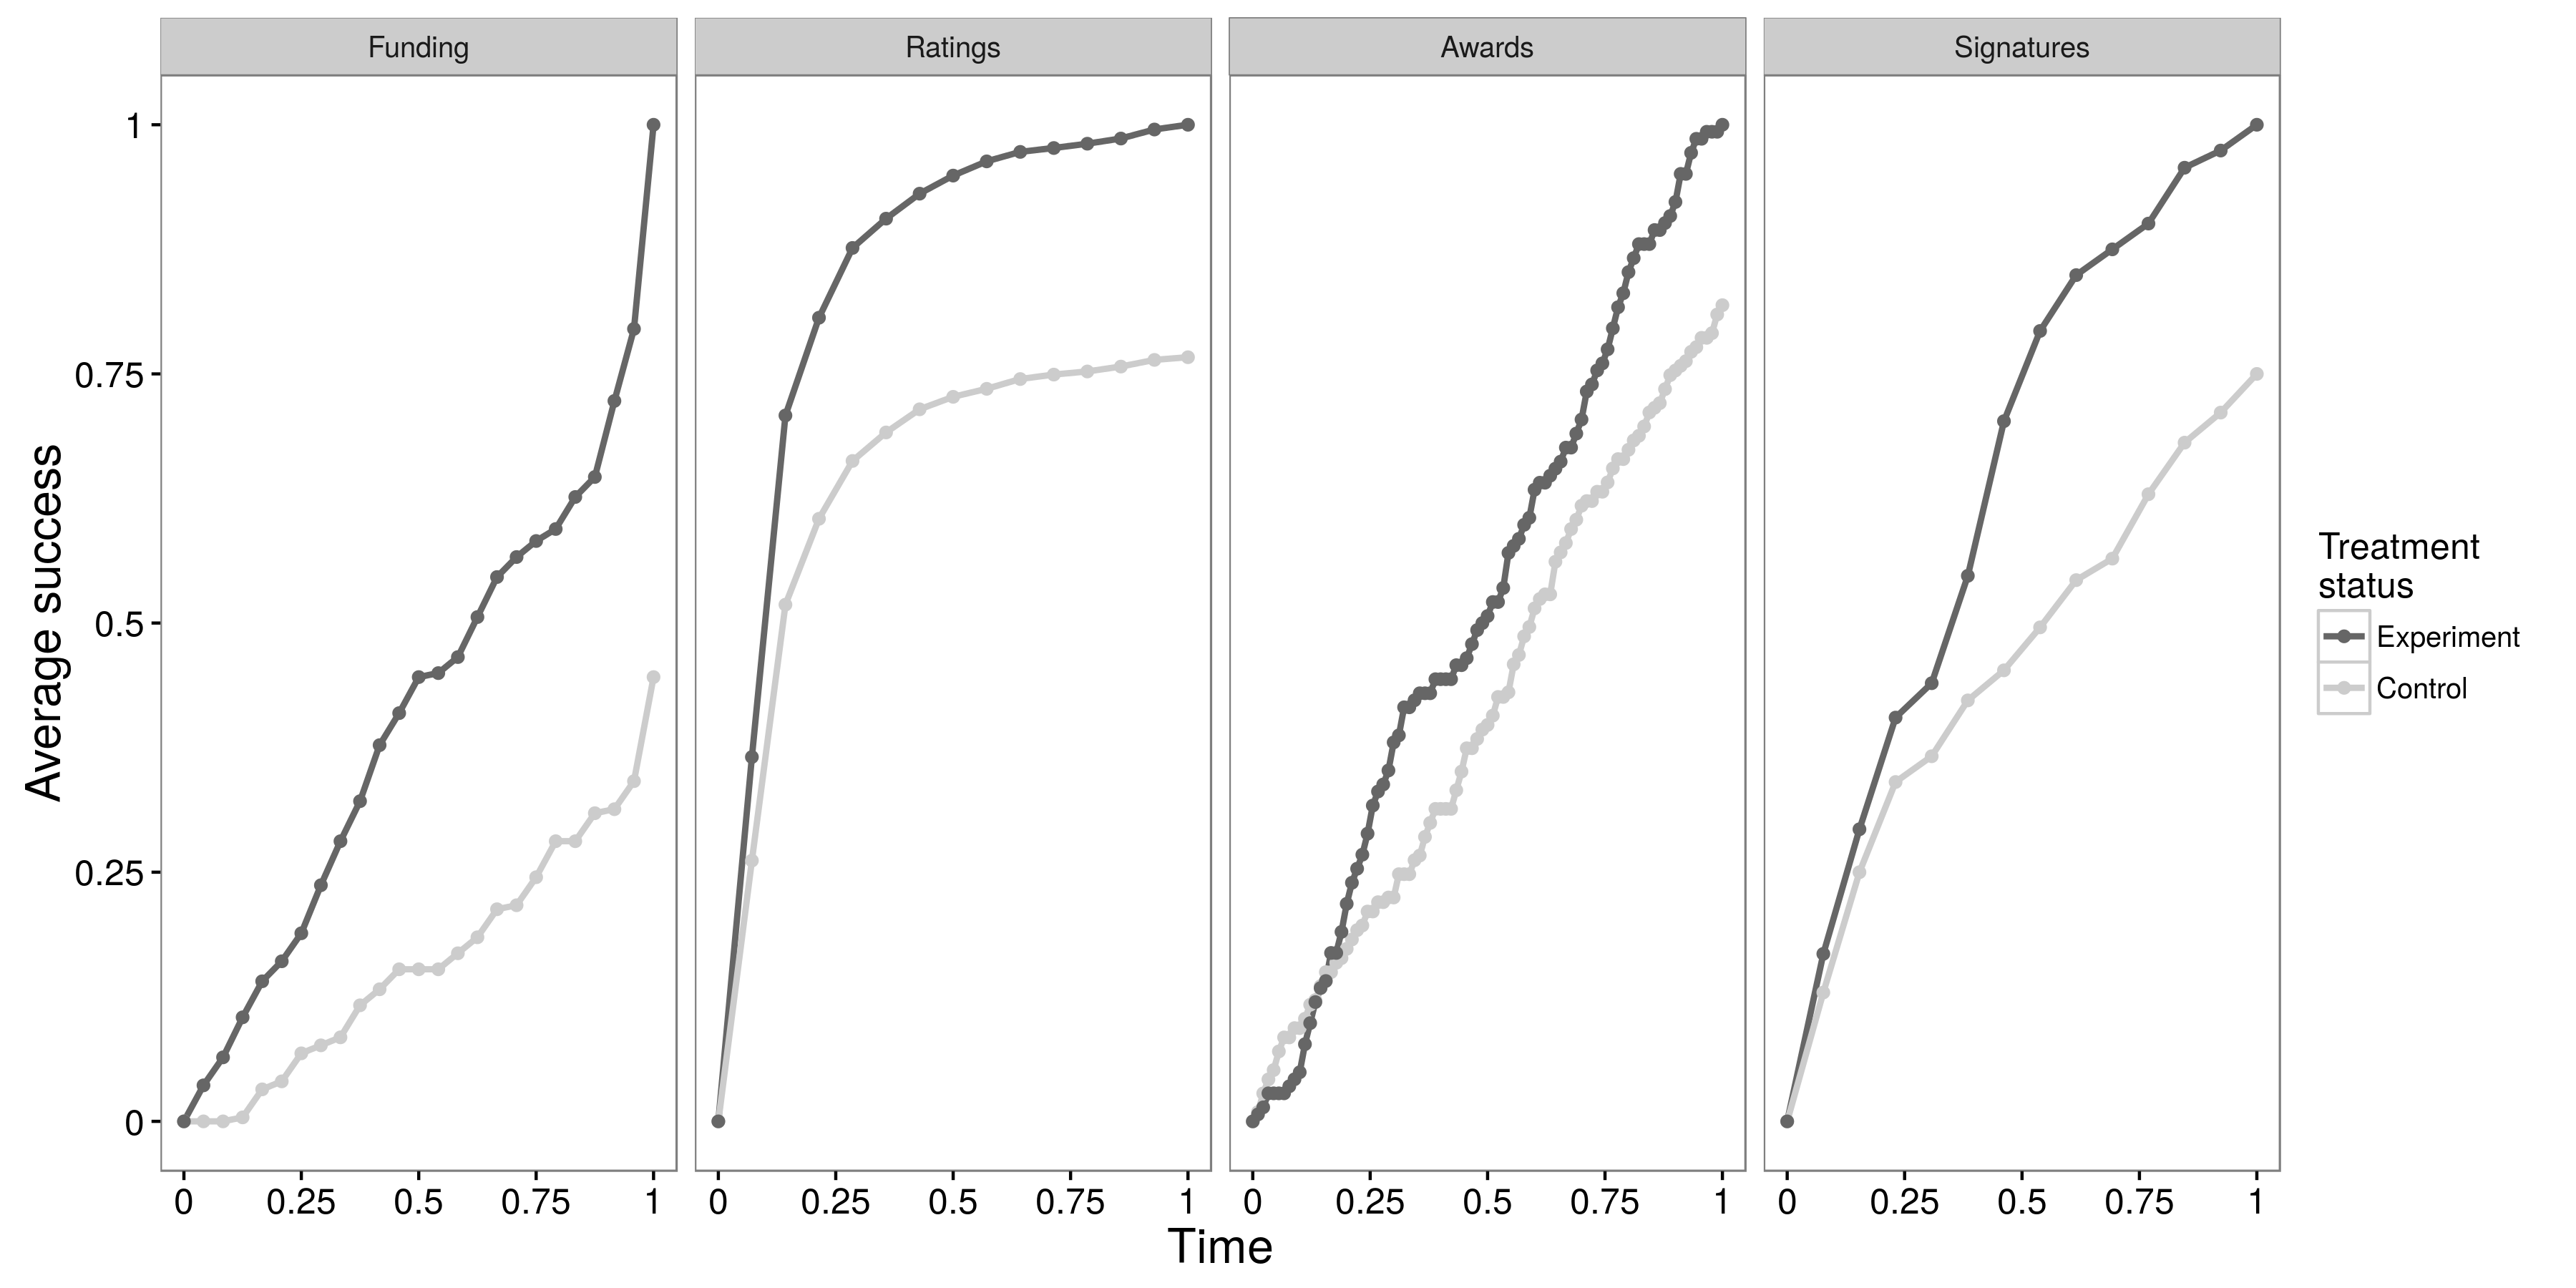 Funding
Ratings
Awards
Signatures
Average success
1
0.75
0.5
0.25
0
0 0.25 0.5 0.75 1
0 0.25 0.5 0.75 1
0 0.25 0.5 0.75 1
0 0.25 0.5 0.75 1
Time
Treatment
status
Experiment
Control